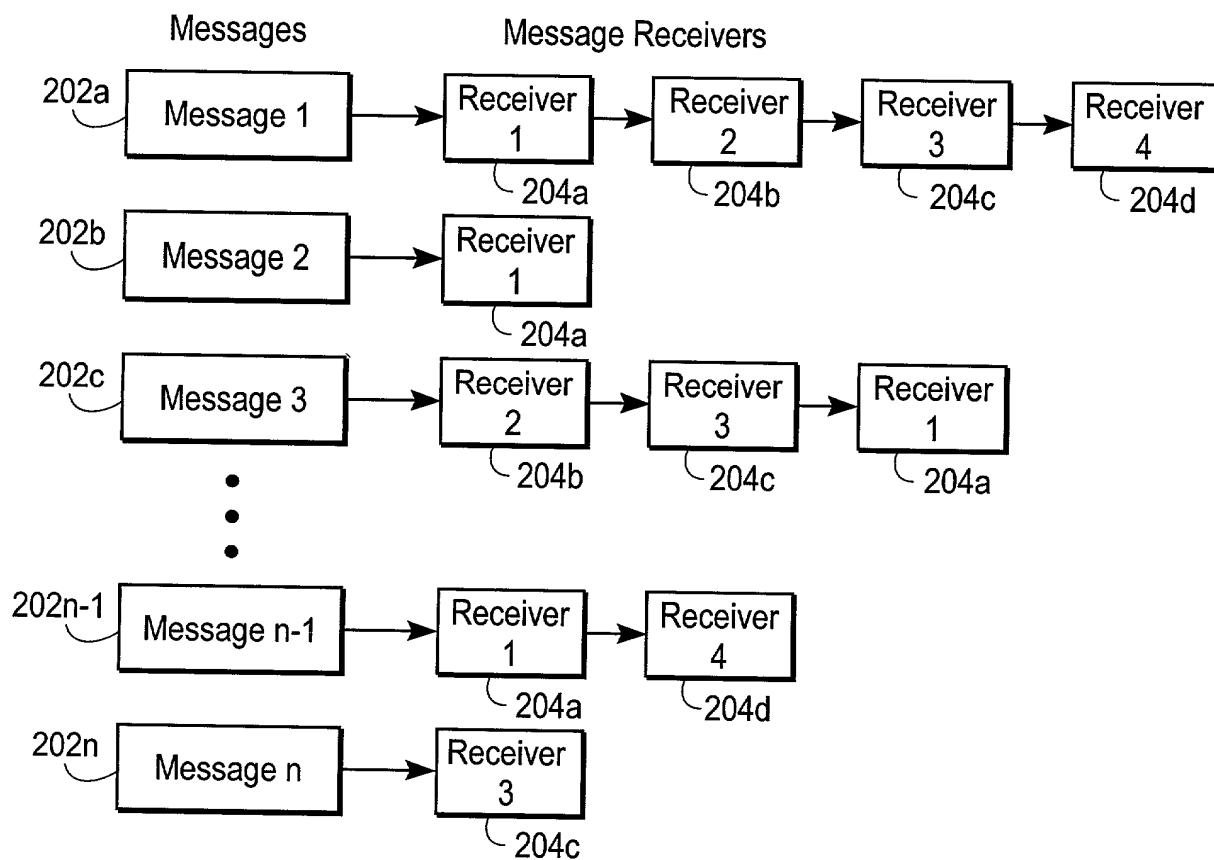 Messages
Message Receivers
202a
Message 1
Receiver
1
Receiver
2
Receiver
3
Receiver
4
204a
204b
204c
204d
202b
Message 2
Receiver
1
204a
202c
Message 3
Receiver
2
Receiver
3
Receiver
1
204b
204c
204a
202n-1
Message n-1
Receiver
1
Receiver
4
204a
204d
202n
Message n
Receiver
3
204c